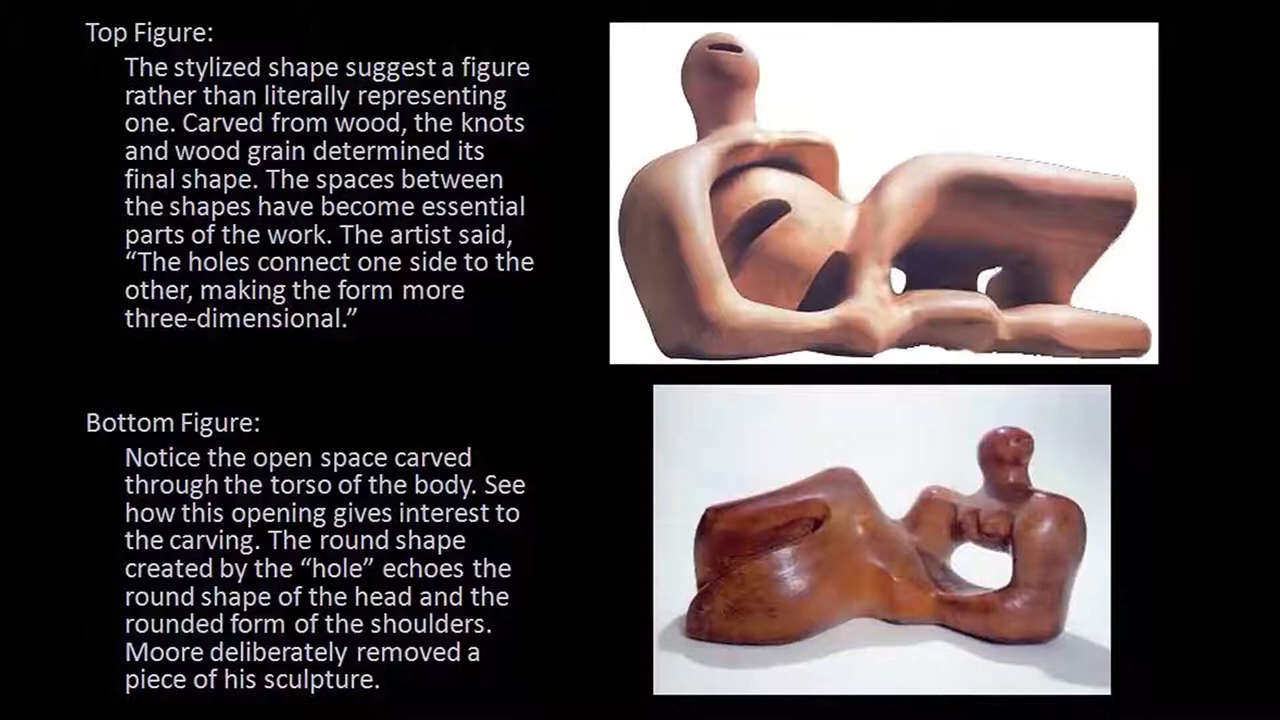 Top Figure:
The stylized shape suggest a figure
rather than literally representing
one. Carved from wood, the knots
and wood grain determined its
final shape. The spaces between
the shapes have become essential
parts of the work. The artist said,
“The holes connect one side to the
other, making the form more
three-dimensional.”
Bottom Figure:
Notice the open space carved
through the torso of the body. See
how this opening gives interest to
the carving. The round shape
created by the “hole” echoes the
round shape of the head and the
rounded form of the shoulders.
Moore deliberately removed a
piece of his sculpture.